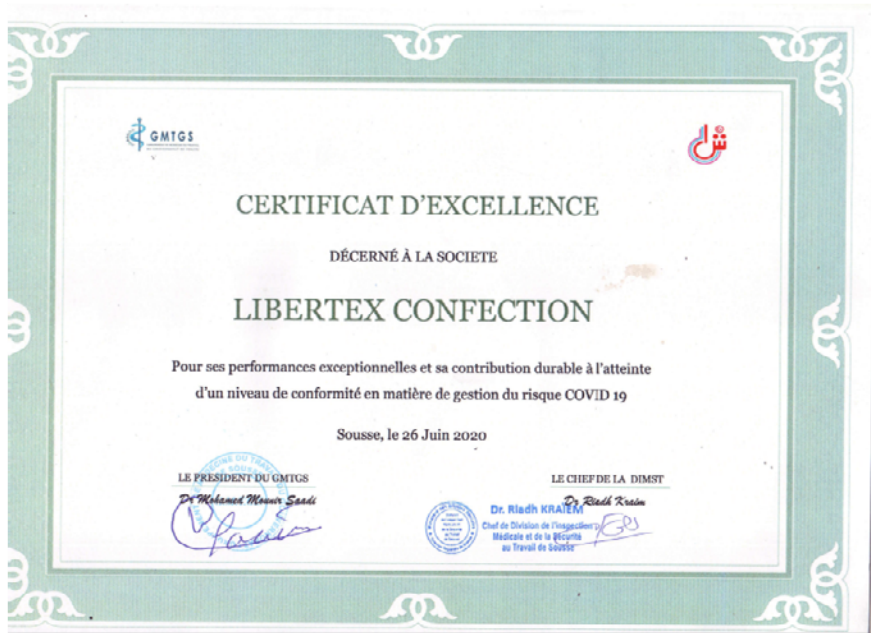 GMTGS
CERTIFICAT D'EXCELLENCE
DÉCERNÉ À LA SOCIETE
LIBERTEX CONFECTION
Pour ses performances exceptionnelles et sa contribution durable à l'atteinte
d'un niveau de conformité en matière de gestion du risque COVID 19
Sousse, le 26 Juin 2020
LE PRESIDENT DU GMTGS
Dr Mohamed Mounir Saadi
LE CHEF DE LA DIMST
Dr Riadh Kraiem
Dr. Riadh KRAIEM
Chef de Division de l'Inspection
Médicale et de la Sécurité
au Travail de Sousse